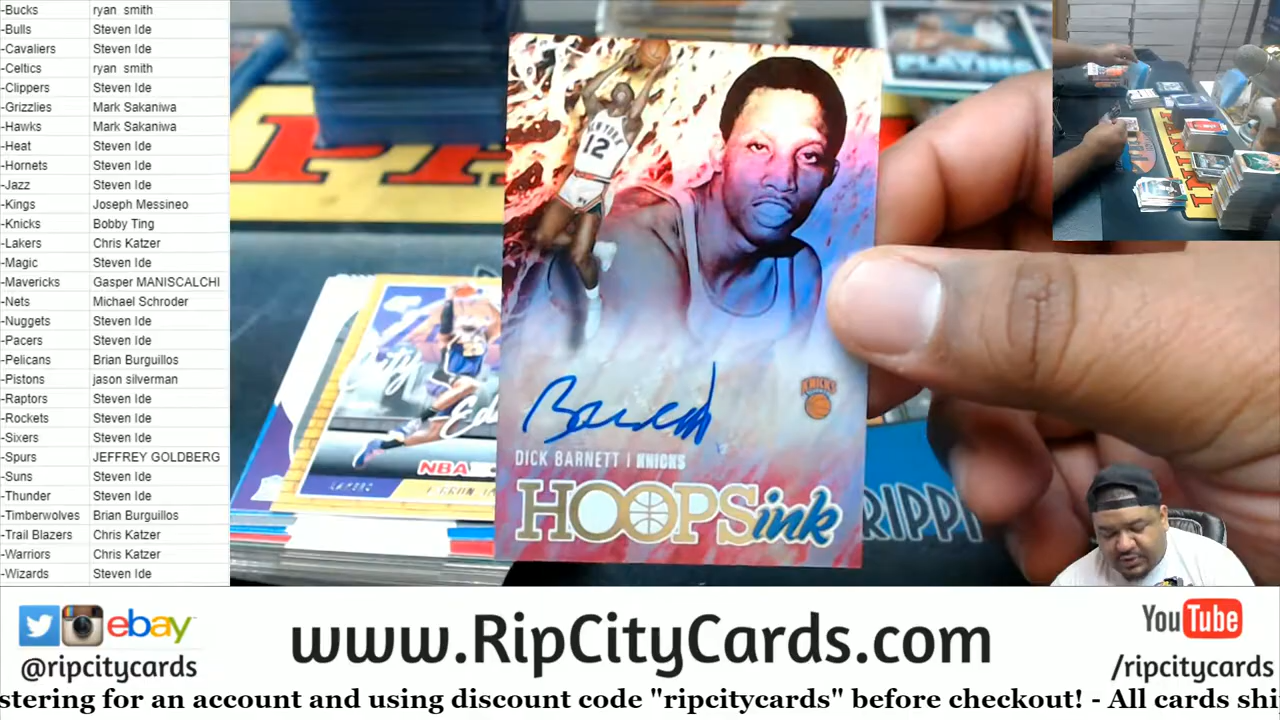 -Bucks ryan smith
-Bulls Steven Ide
-Cavaliers Steven Ide
-Celtics ryan smith
-Clippers Steven Ide
-Grizzlies Mark Sakaniwa
-Hawks Mark Sakaniwa
-Heat Steven Ide
-Hornets Steven Ide
-Jazz Steven Ide
-Kings Joseph Messineo
-Knicks Bobby Ting
-Lakers Chris Katzer
-Magic Steven Ide
-Mavericks Gasper MANISCALCHI
-Nets Michael Schroder
-Nuggets Steven Ide
-Pacers Steven Ide
-Pelicans Brian Burguillos
-Pistons jason silverman
-Raptors Steven Ide
-Rockets Steven Ide
-Sixers Steven Ide
-Spurs JEFFREY GOLDBERG
-Suns Steven Ide
-Thunder Steven Ide
-Timberwolves Brian Burguillos
-Trail Blazers Chris Katzer
-Warriors Chris Katzer
-Wizards Steven Ide
PLAYING
NEW YORK
12
City
NBA
LAKERS
KNICKS
DICK BARNETT | KNICKS
HOOPS ink
RIPPI
ebay
@ripcitycards
www.RipCityCards.com
YouTube
/ripcitycards
stering for an account and using discount code "ripcitycards" before checkout! - All cards shi